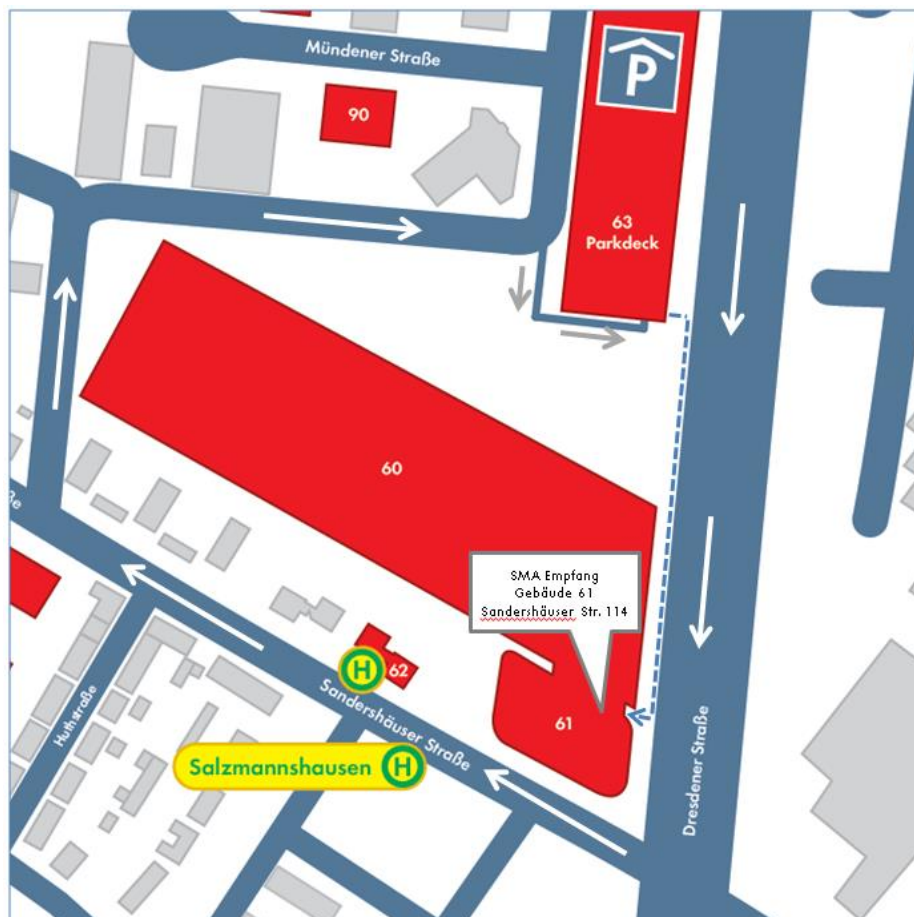 Mündener Straße
P
90
63
Parkdeck
60
SMA Empfang
Gebäude 61
Sandershäuser Str. 114
ße
H
62
Sandershäuser Straße
Huthstraße
61
Salzmannshausen H
Dresdener Straße